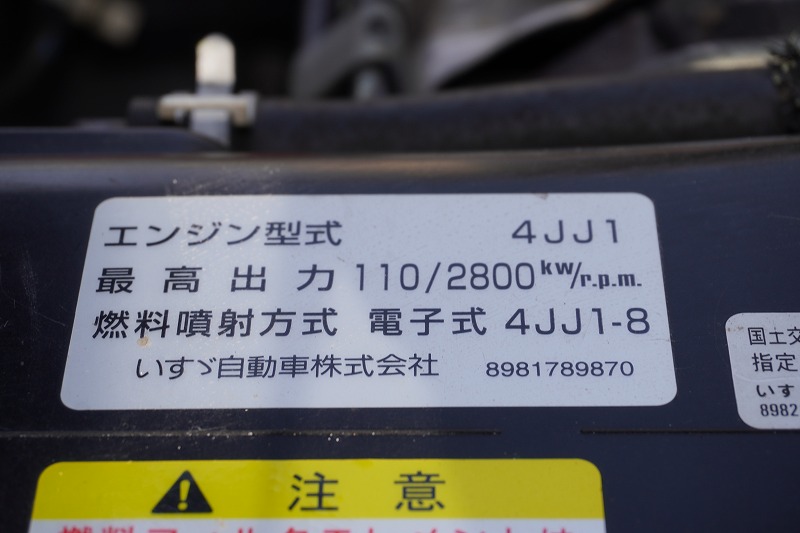 エンジン型式 4JJ1
最高出力 110/2800kW/r.p.m.
燃料噴射方式 電子式 4JJ1-8
いすゞ自動車株式会社 8981789870
国土交
指定
いす
8982
注意